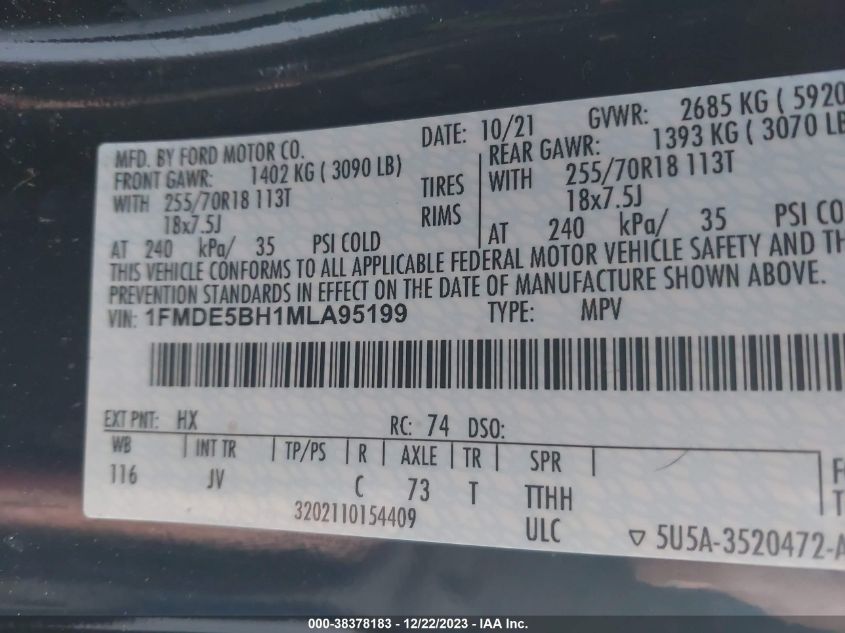 MFD. BY FORD MOTOR CO. DATE: 10/21 GVWR: 2685 KG ( 5920
FRONT GAWR: 1402 KG ( 3090 LB) REAR GAWR: 1393 KG ( 3070 LB
WITH 255/70R18 113T TIRES WITH 255/70R18 113T
18x7.5J RIMS 18x7.5J
AT 240 kPa/ 35 PSI COLD AT 240 kPa/ 35 PSI CO
THIS VEHICLE CONFORMS TO ALL APPLICABLE FEDERAL MOTOR VEHICLE SAFETY AND TH
PREVENTION STANDARDS IN EFFECT ON THE DATE OF MANUFACTURE SHOWN ABOVE.
VIN: 1FMDE5BH1MLA95199 TYPE: MPV
EXT PNT: HX RC: 74 DSO:
WB INT TR TP/PS R AXLE TR SPR
116 JV C 73 T TTHH
3202110154409 ULC ▽ 5U5A-3520472-A
000-38378183 - 12/22/2023 - IAA Inc.